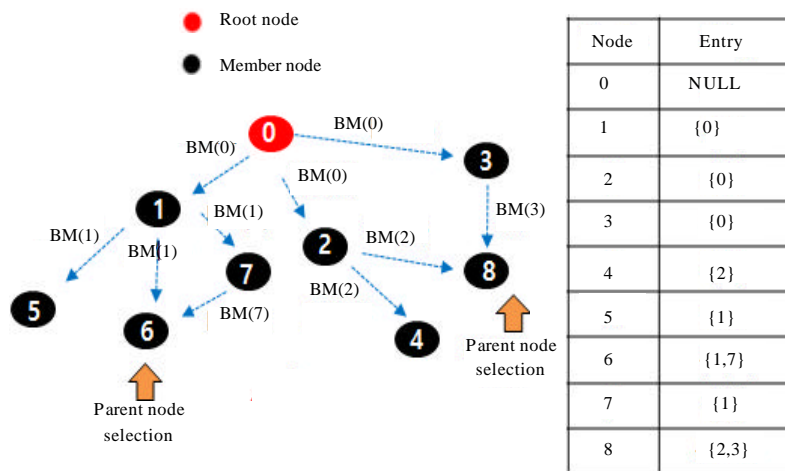 Root node
Member node
BM(0)
BM(0)
BM(0)
0
3
1
BM(1)
BM(3)
BM(1)
BM(1)
2
BM(2)
7
8
BM(2)
5
BM(7)
6
4
Parent node
selection
Parent node
selection
Node Entry
0 NULL
1 {0}
2 {0}
3 {0}
4 {2}
5 {1}
6 {1,7}
7 {1}
8 {2,3}